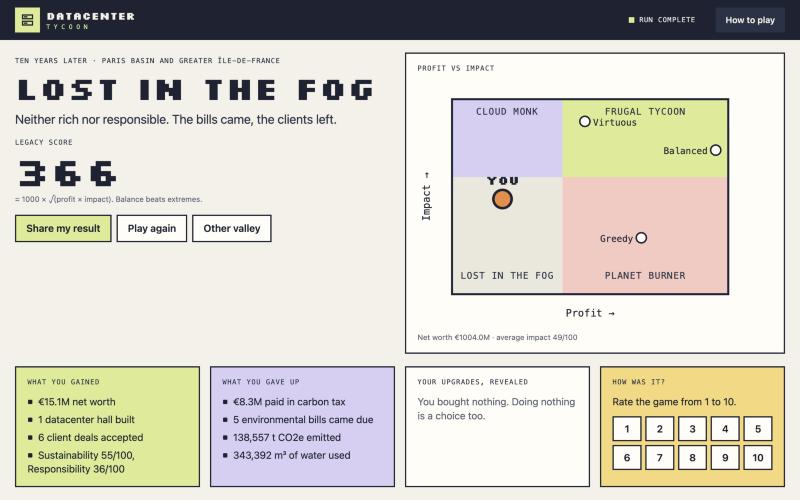 DATACENTER
TYCOON
RUN COMPLETE
How to play
TEN YEARS LATER · PARIS BASIN AND GREATER ÎLE-DE-FRANCE
LOST IN THE FOG
Neither rich nor responsible. The bills came, the clients left.
LEGACY SCORE
366
= 1000 × √(profit × impact). Balance beats extremes.
Share my result
Play again
Other valley
PROFIT VS IMPACT
CLOUD MONK
FRUGAL TYCOON
Virtuous
Balanced
YOU
Impact →
Greedy
LOST IN THE FOG
PLANET BURNER
Profit →
Net worth €1004.0M · average impact 49/100
WHAT YOU GAINED
€15.1M net worth
1 datacenter hall built
6 client deals accepted
Sustainability 55/100,
Responsibility 36/100
WHAT YOU GAVE UP
€8.3M paid in carbon tax
5 environmental bills came due
138,557 t CO2e emitted
343,392 m³ of water used
YOUR UPGRADES, REVEALED
You bought nothing. Doing nothing
is a choice too.
HOW WAS IT?
Rate the game from 1 to 10.
1 2 3 4 5
6 7 8 9 10